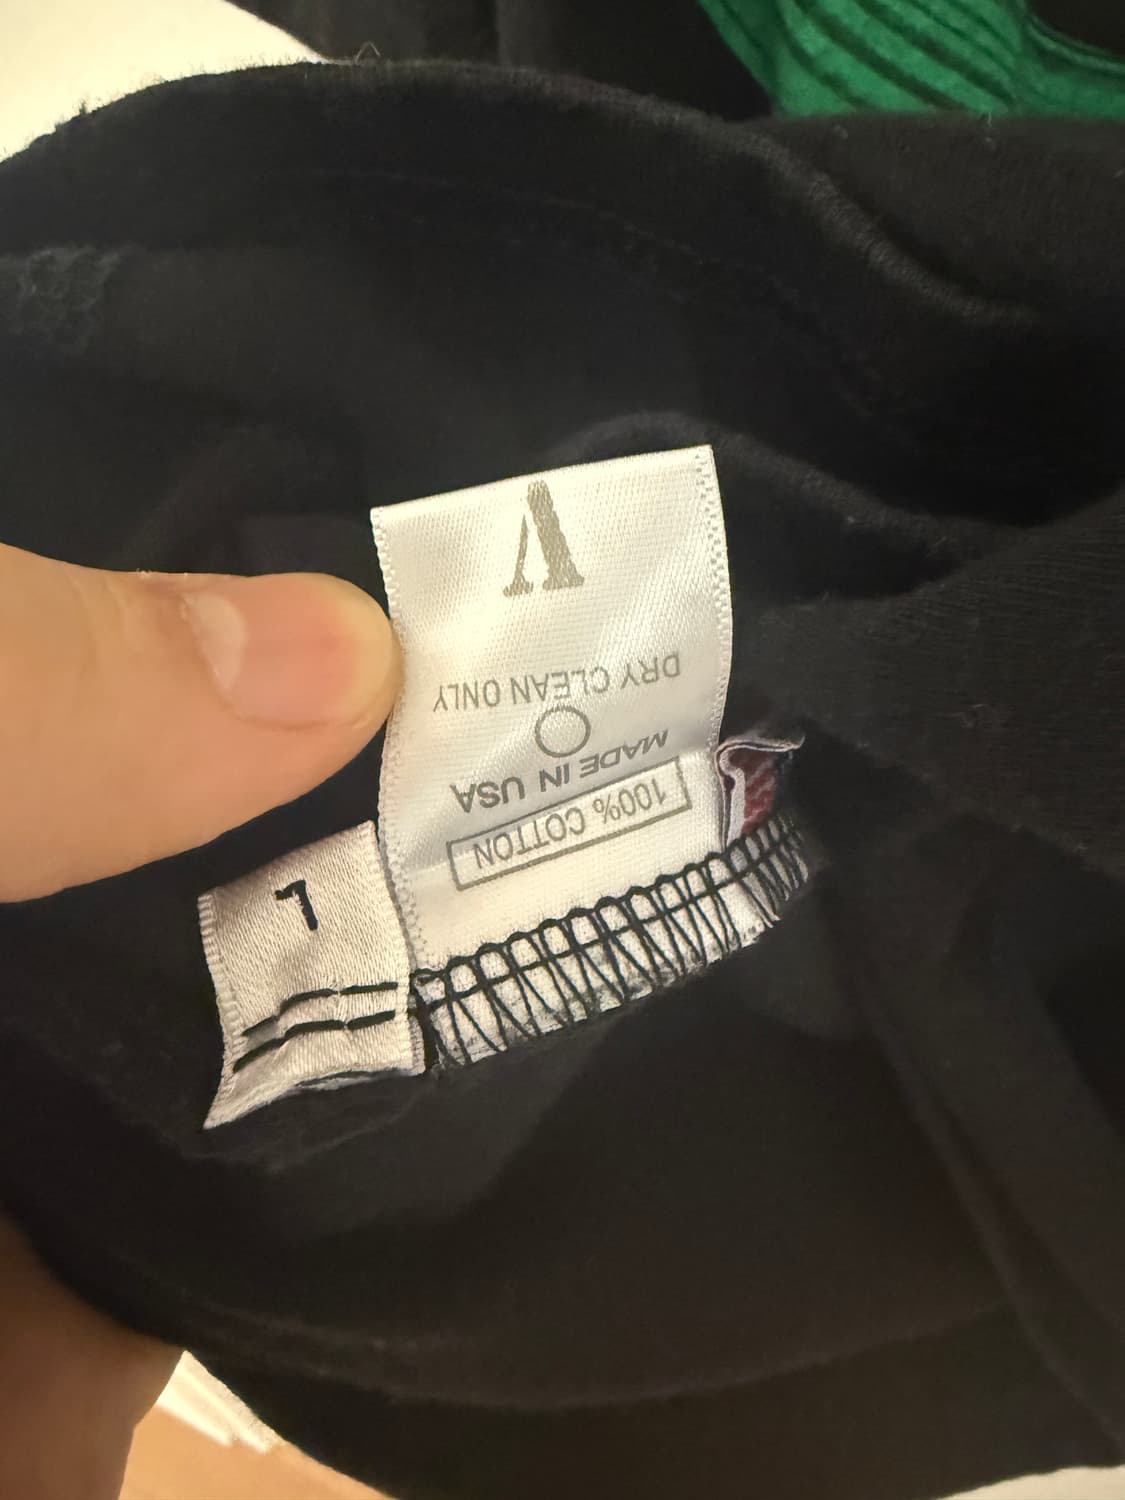 100% COTTON
MADE IN USA
DRY CLEAN ONLY
V
L